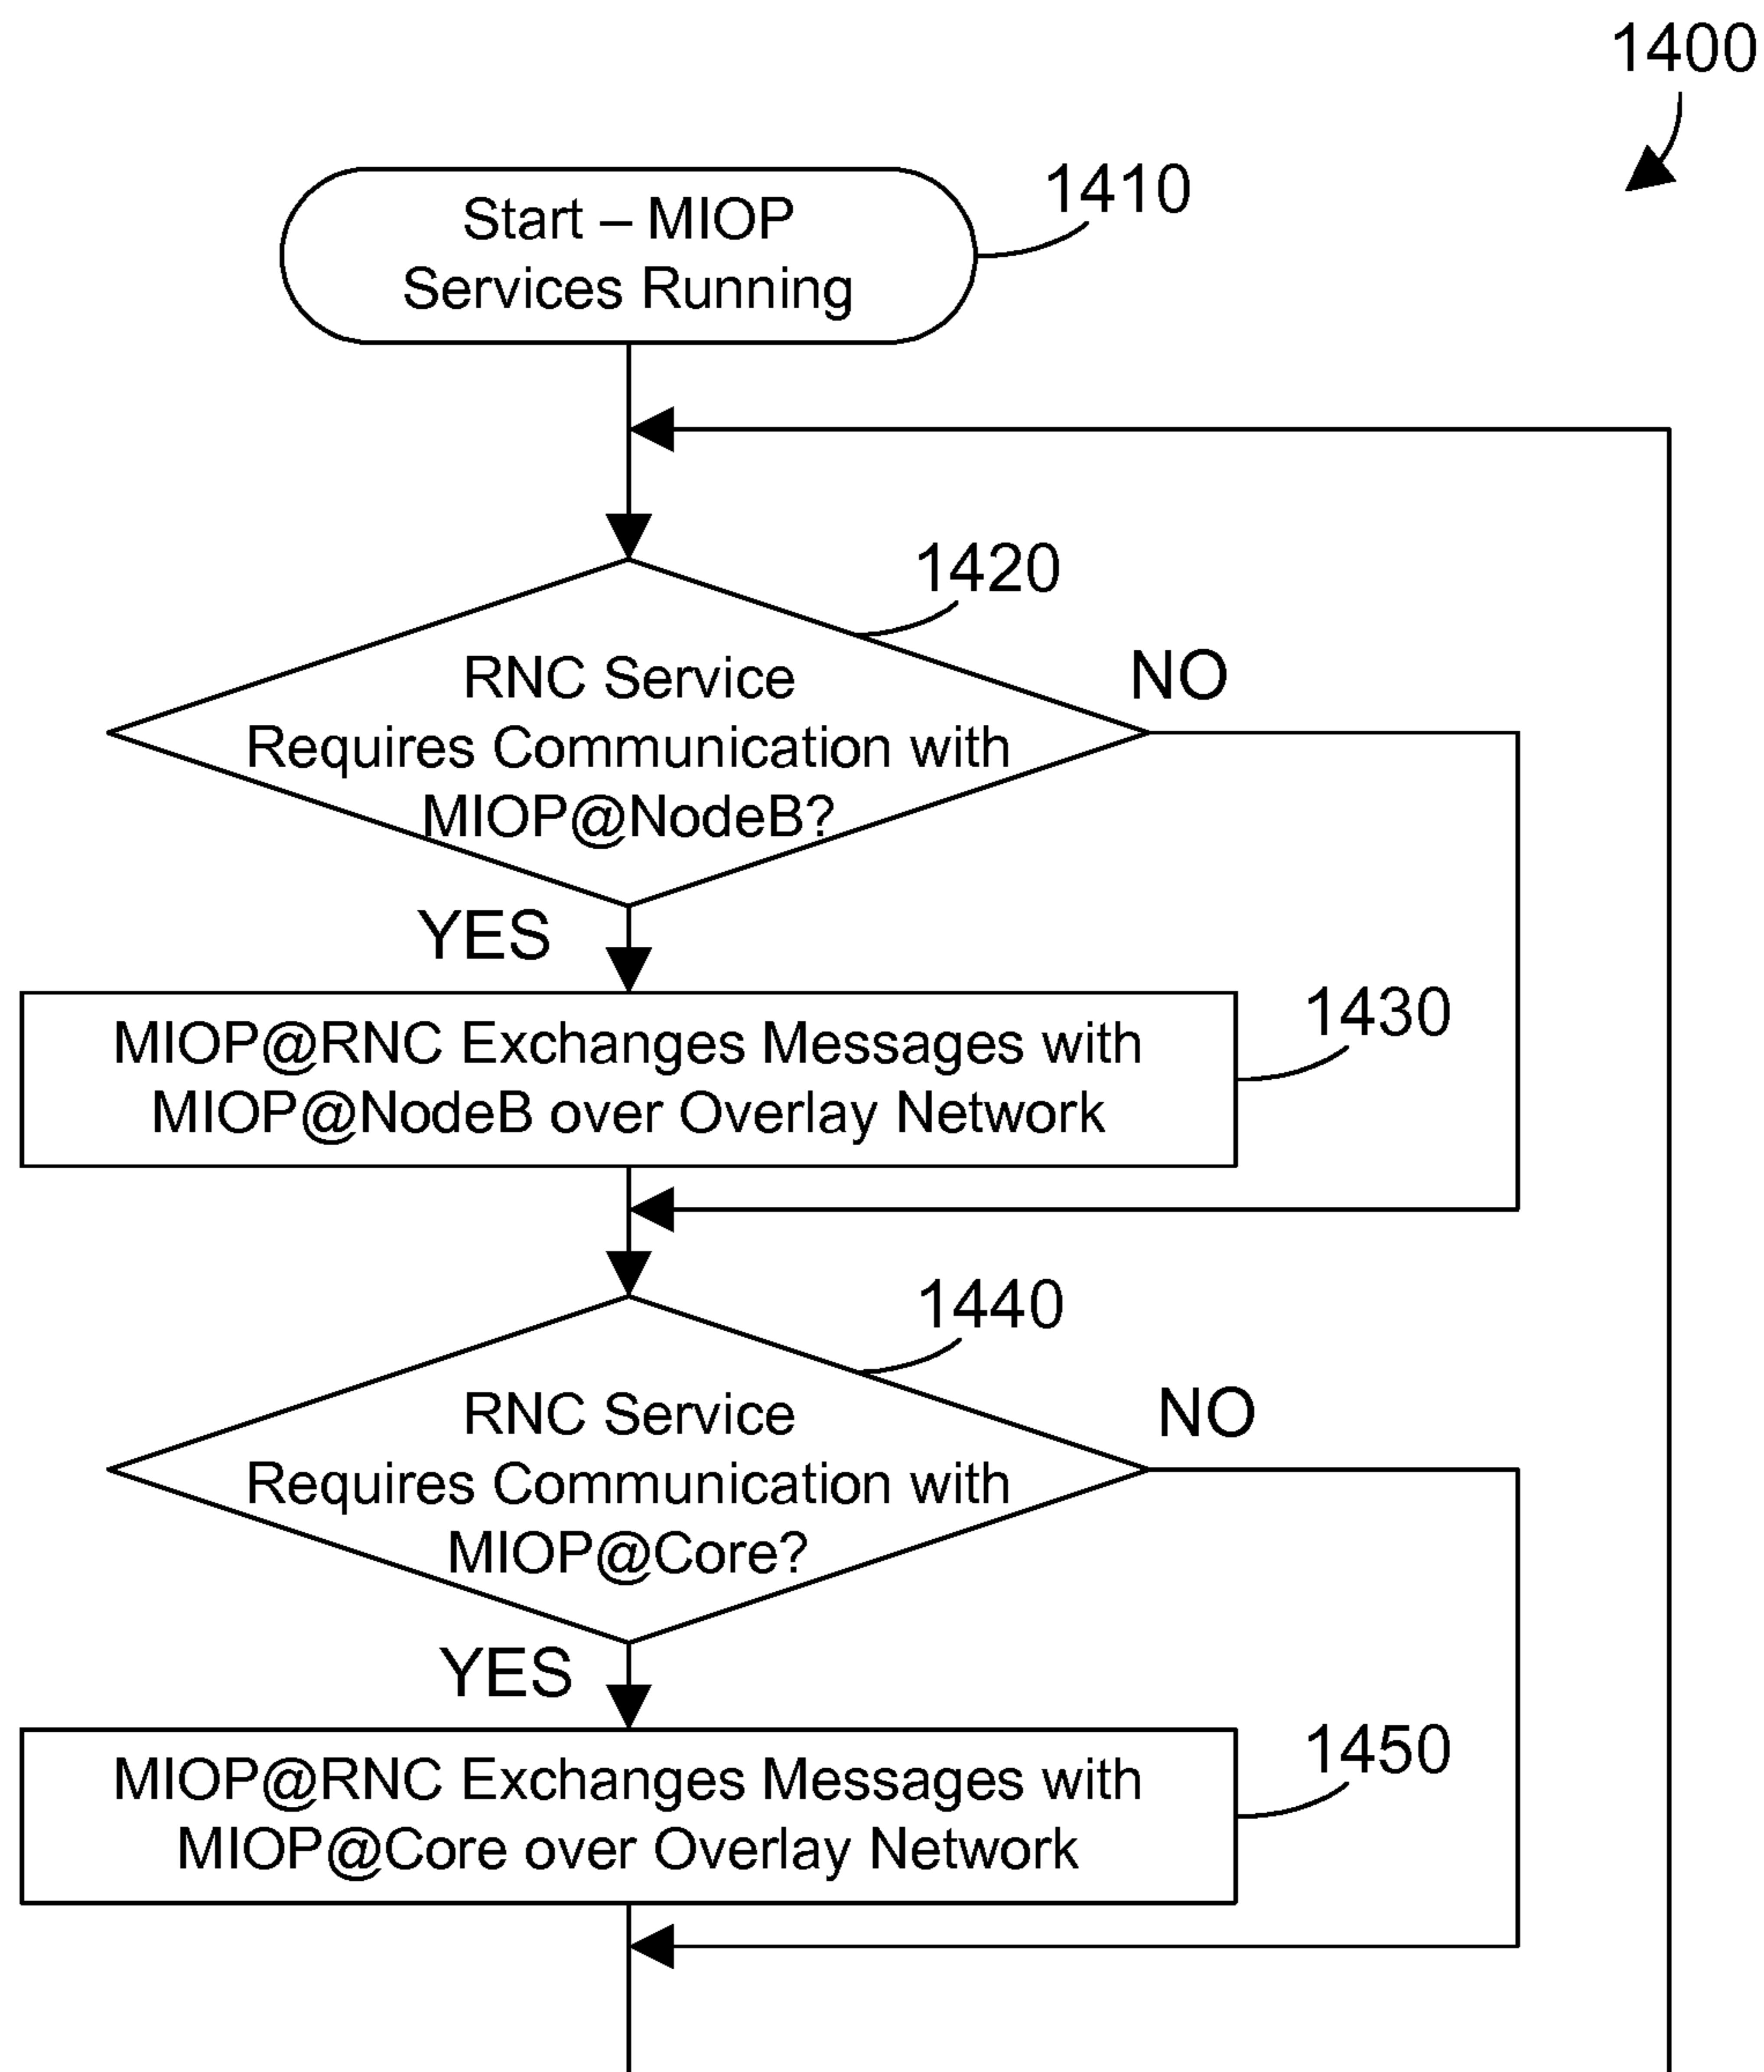 1400
1410
Start – MIOP
Services Running
1420
RNC Service
Requires Communication with
MIOP@NodeB?
NO
YES
1430
MIOP@RNC Exchanges Messages with
MIOP@NodeB over Overlay Network
1440
RNC Service
Requires Communication with
MIOP@Core?
NO
YES
1450
MIOP@RNC Exchanges Messages with
MIOP@Core over Overlay Network